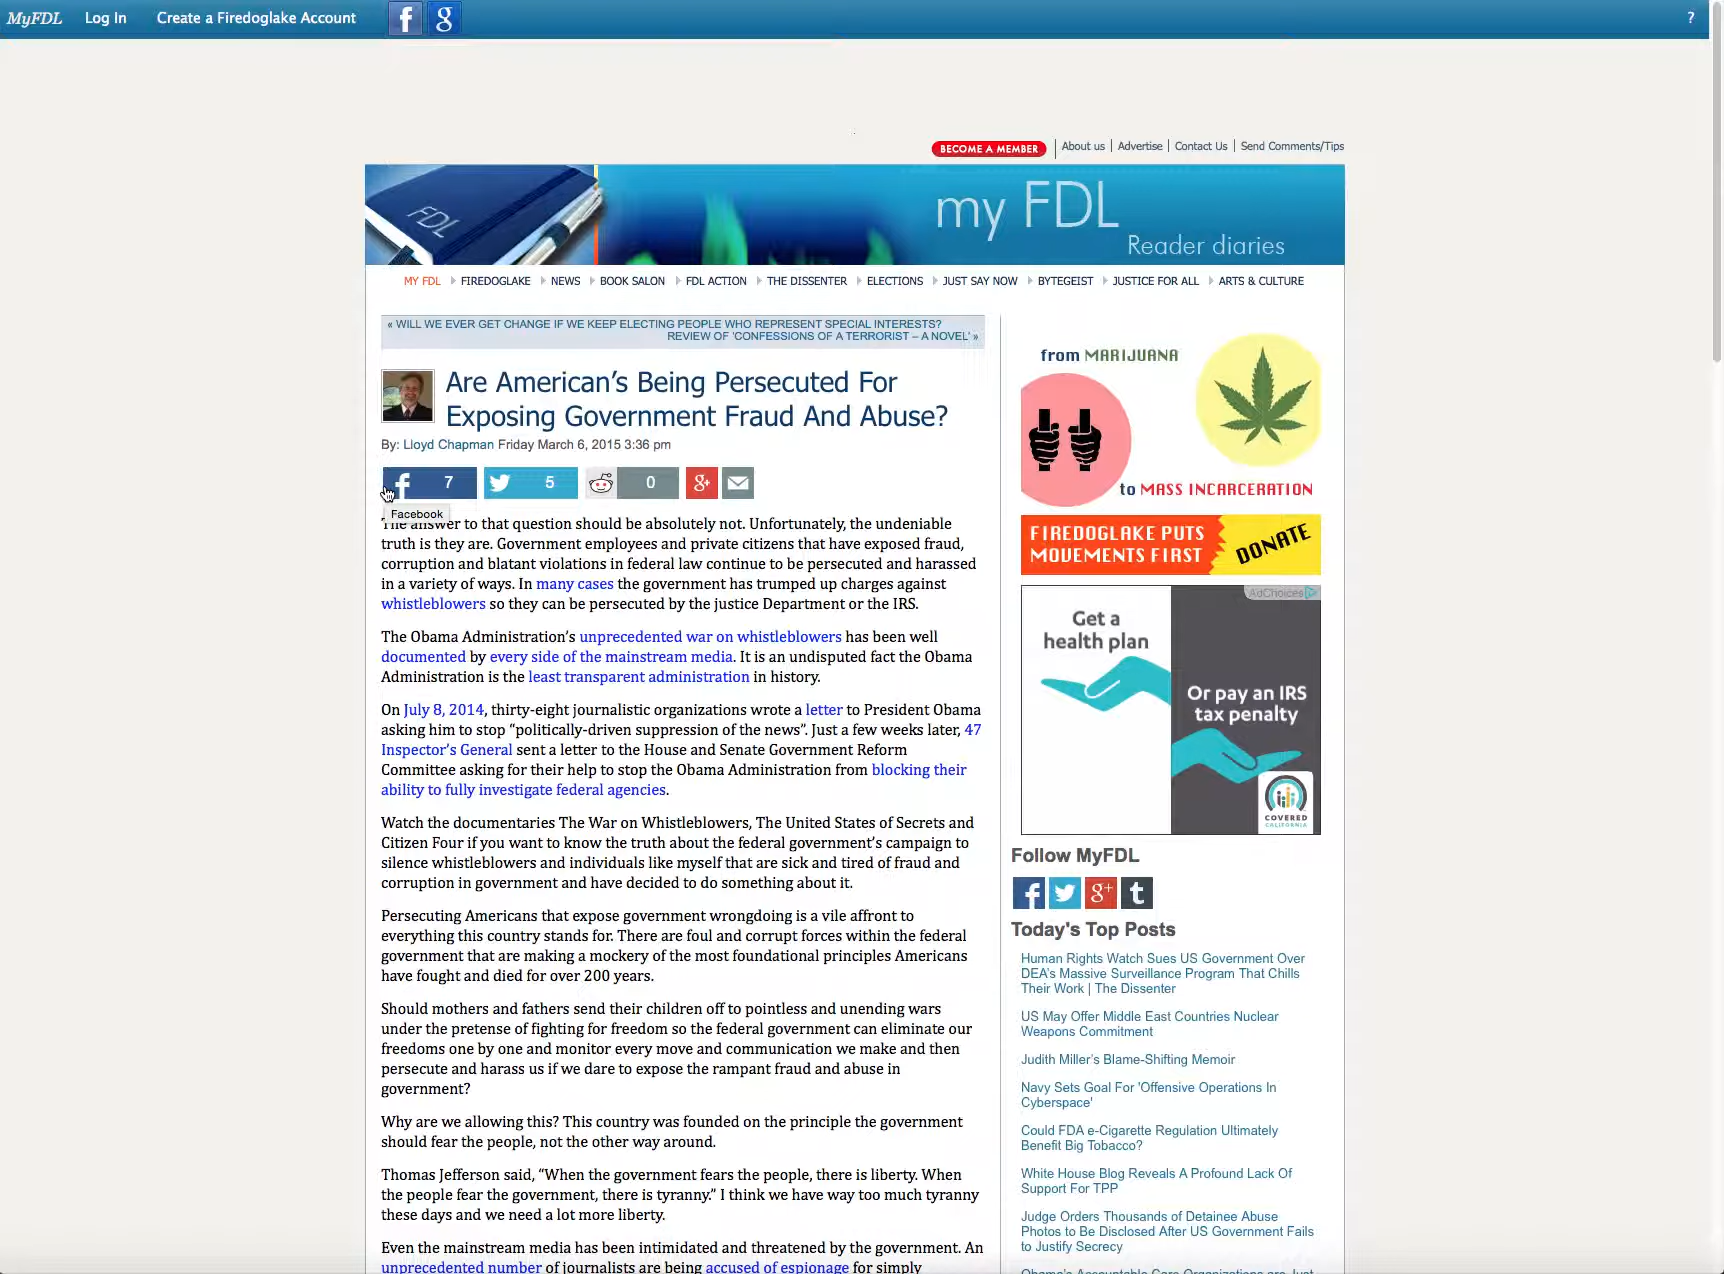 MyFDL Log In Create a Firedoglake Account f g ?
BECOME A MEMBER About us | Advertise | Contact Us | Send Comments/Tips
FDL
my FDL
Reader diaries
MY FDL FIREDOGLAKE NEWS BOOK SALON FDL ACTION THE DISSENTER ELECTIONS JUST SAY NOW BYTEGEIST JUSTICE FOR ALL ARTS & CULTURE
« WILL WE EVER GET CHANGE IF WE KEEP ELECTING PEOPLE WHO REPRESENT SPECIAL INTERESTS?
REVIEW OF 'CONFESSIONS OF A TERRORIST – A NOVEL' »
Are American's Being Persecuted For
Exposing Government Fraud And Abuse?
By: Lloyd Chapman Friday March 6, 2015 3:36 pm
f 7 5 0 g+
Facebook
The answer to that question should be absolutely not. Unfortunately, the undeniable
truth is they are. Government employees and private citizens that have exposed fraud,
corruption and blatant violations in federal law continue to be persecuted and harassed
in a variety of ways. In many cases the government has trumped up charges against
whistleblowers so they can be persecuted by the justice Department or the IRS.
The Obama Administration's unprecedented war on whistleblowers has been well
documented by every side of the mainstream media. It is an undisputed fact the Obama
Administration is the least transparent administration in history.
On July 8, 2014, thirty-eight journalistic organizations wrote a letter to President Obama
asking him to stop “politically-driven suppression of the news”. Just a few weeks later, 47
Inspector's General sent a letter to the House and Senate Government Reform
Committee asking for their help to stop the Obama Administration from blocking their
ability to fully investigate federal agencies.
Watch the documentaries The War on Whistleblowers, The United States of Secrets and
Citizen Four if you want to know the truth about the federal government's campaign to
silence whistleblowers and individuals like myself that are sick and tired of fraud and
corruption in government and have decided to do something about it.
Persecuting Americans that expose government wrongdoing is a vile affront to
everything this country stands for. There are foul and corrupt forces within the federal
government that are making a mockery of the most foundational principles Americans
have fought and died for over 200 years.
Should mothers and fathers send their children off to pointless and unending wars
under the pretense of fighting for freedom so the federal government can eliminate our
freedoms one by one and monitor every move and communication we make and then
persecute and harass us if we dare to expose the rampant fraud and abuse in
government?
Why are we allowing this? This country was founded on the principle the government
should fear the people, not the other way around.
Thomas Jefferson said, “When the government fears the people, there is liberty. When
the people fear the government, there is tyranny.” I think we have way too much tyranny
these days and we need a lot more liberty.
Even the mainstream media has been intimidated and threatened by the government. An
unprecedented number of journalists are being accused of espionage for simply
from MARIJUANA
to MASS INCARCERATION
FIREDOGLAKE PUTS
MOVEMENTS FIRST
DONATE
AdChoices
Get a
health plan
Or pay an IRS
tax penalty
COVERED
CALIFORNIA
Follow MyFDL
f g+ t
Today's Top Posts
Human Rights Watch Sues US Government Over
DEA's Massive Surveillance Program That Chills
Their Work | The Dissenter
US May Offer Middle East Countries Nuclear
Weapons Commitment
Judith Miller's Blame-Shifting Memoir
Navy Sets Goal For 'Offensive Operations In
Cyberspace'
Could FDA e-Cigarette Regulation Ultimately
Benefit Big Tobacco?
White House Blog Reveals A Profound Lack Of
Support For TPP
Judge Orders Thousands of Detainee Abuse
Photos to Be Disclosed After US Government Fails
to Justify Secrecy
Obama's Accountable Care Organizations are Just